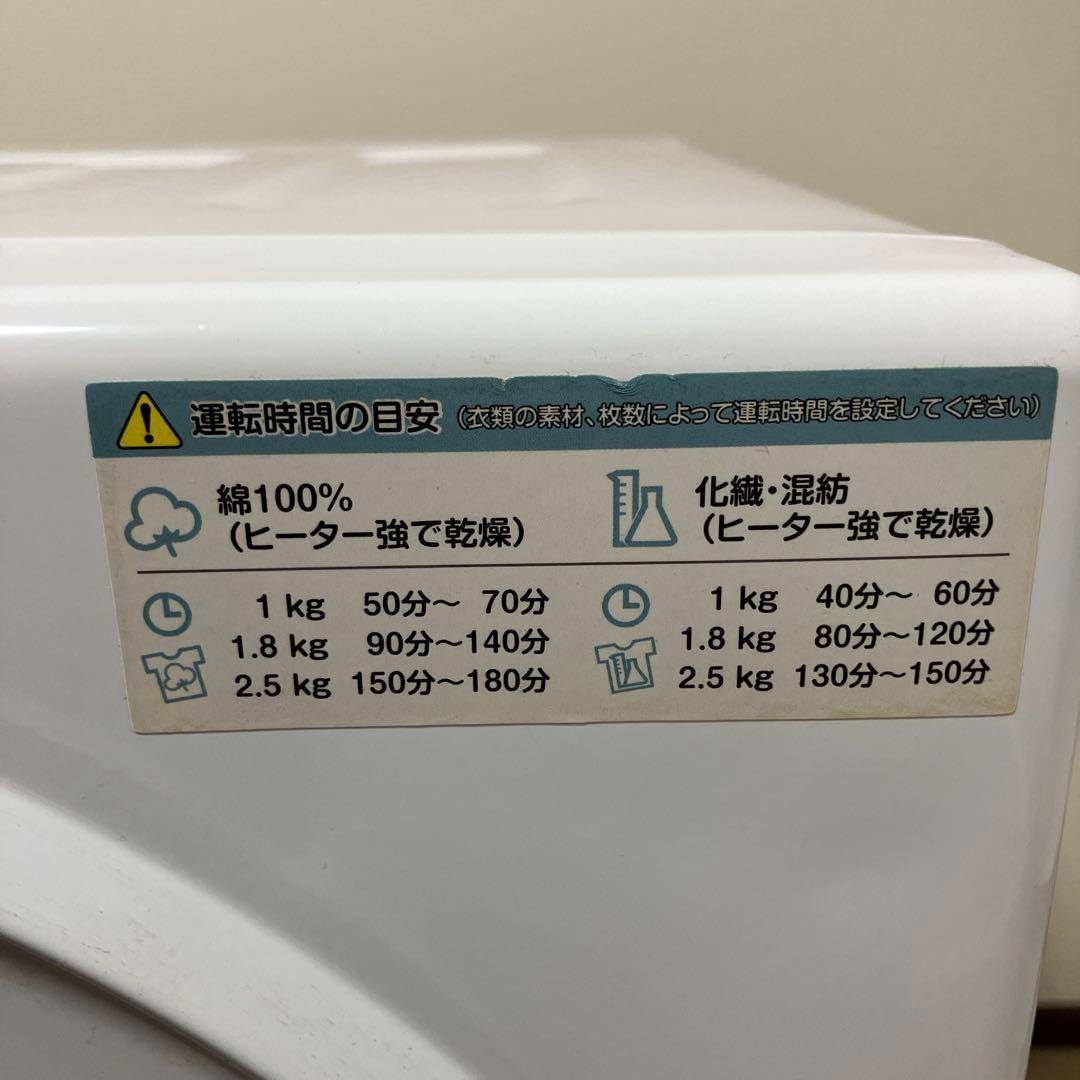 運転時間の目安 (衣類の素材、枚数によって運転時間を設定してください)
綿100%
(ヒーター強で乾燥)
1 kg 50分～ 70分
1.8 kg 90分～140分
2.5 kg 150分～180分
化繊・混紡
(ヒーター強で乾燥)
1 kg 40分～ 60分
1.8 kg 80分～120分
2.5 kg 130分～150分